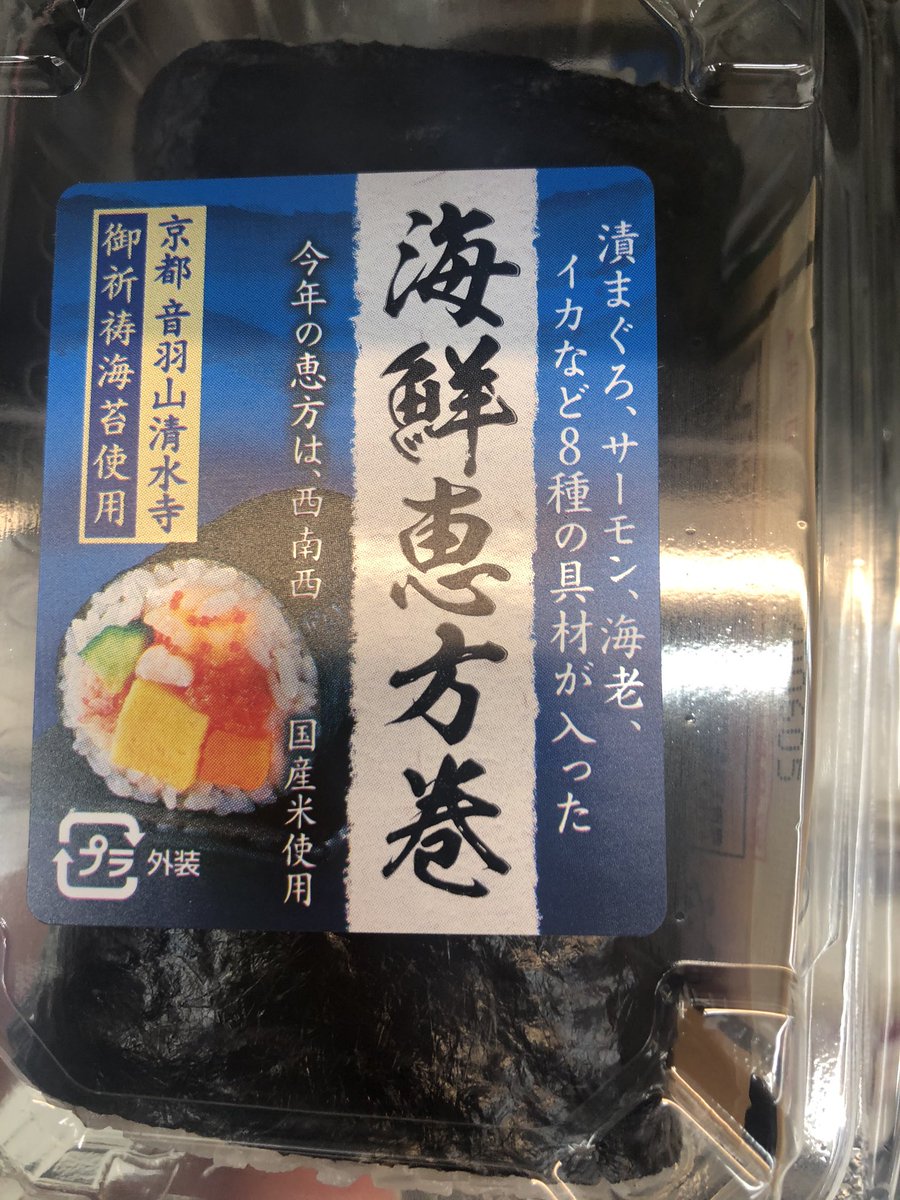 漬まぐろ、サーモン、海老、
イカなど8種の具材が入った
海鮮恵方巻
今年の恵方は、西南西
国産米使用
京都音羽山清水寺
御祈祷海苔使用
プラ
外装